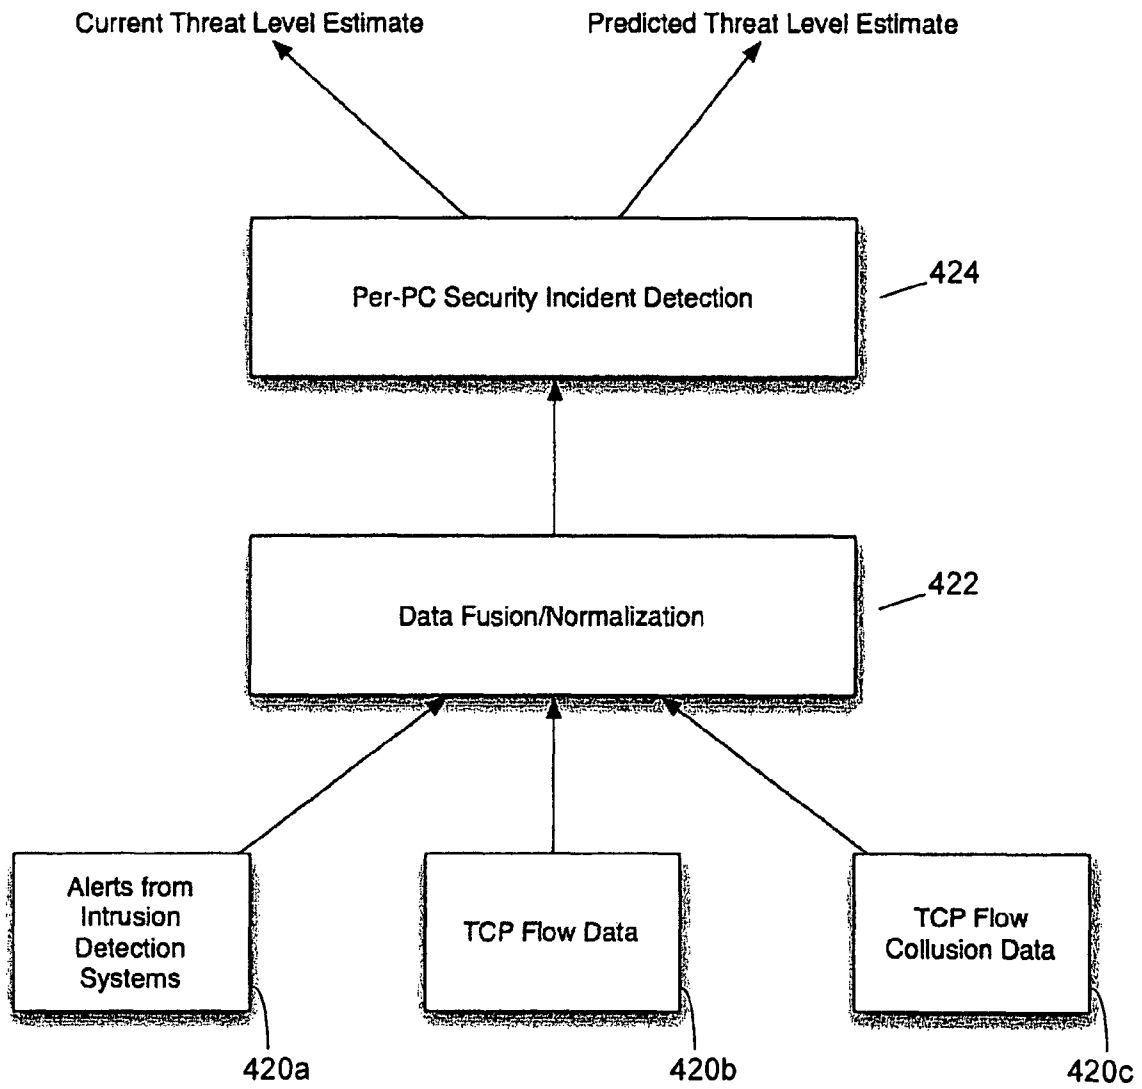 Current Threat Level Estimate
Predicted Threat Level Estimate
Per-PC Security Incident Detection
424
Data Fusion/Normalization
422
Alerts from
Intrusion
Detection
Systems
TCP Flow Data
TCP Flow
Collusion Data
420a
420b
420c